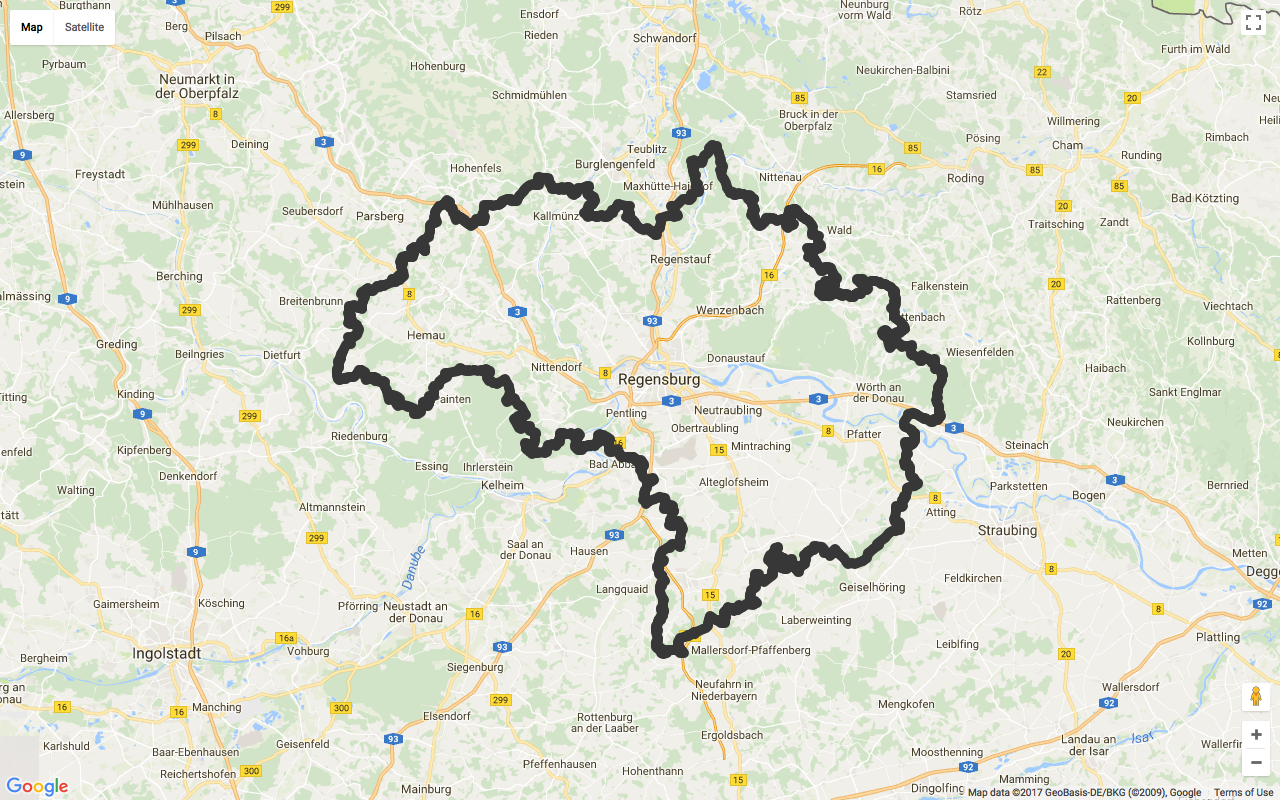 Map Satellite
Burgthann
299
Berg
3
Pilsach
Ensdorf
Rieden
Schwandorf
Neunburg
vorm Wald
Rötz
Furth im Wald
Pyrbaum
Neumarkt in
der Oberpfalz
Hohenburg
Neukirchen-Balbini
22
Schmidmühlen
85
Stamsried
20
Allersberg
8
Bruck in der
Oberpfalz
Willmering
9
299
Deining
3
93
Teublitz
Pösing
Cham
85
Rimbach
Runding
Freystadt
Hohenfels
Burglengenfeld
16
85
Maxhütte-Haidhof
Nittenau
Roding
85
Bad Kötzting
Mühlhausen
Seubersdorf
Parsberg
Kallmünz
20
Traitsching
Zandt
Wald
Regenstauf
Berching
8
16
20
Falkenstein
9
Breitenbrunn
299
3
93
Wenzenbach
Rattenberg
Viechtach
Greding
Hemau
Kollnburg
Beilngries
Dietfurt
Donaustauf
Wiesenfelden
Nittendorf
8
Regensburg
Haibach
Kinding
Painten
3
3
Wörth an
der Donau
Sankt Englmar
9
299
Pentling
Neutraubling
Obertraubling
Neukirchen
Riedenburg
16
8
Pfatter
3
Kipfenberg
15
Mintraching
Steinach
Essing
Ihrlerstein
Denkendorf
Kelheim
Alteglofsheim
3
Walting
Parkstetten
Bogen
Bernried
Altmannstein
8
Atting
299
93
Straubing
9
Saal an
der Donau
Hausen
Metten
Danube
8
Feldkirchen
Geiselhöring
Langquaid
15
Gaimersheim
Kösching
Pförring
Neustadt an
der Donau
8
92
16
Laberweinting
Plattling
16a
Vohburg
93
Leiblfing
Ingolstadt
Mallersdorf-Pfaffenberg
20
Bergheim
Siegenburg
Neufahrn in
Niederbayern
Wallersdorf
16
16
Manching
300
299
92
Mengkofen
Elsendorf
Rottenburg
an der Laaber
Ergoldsbach
Karlshuld
Geisenfeld
93
Landau an
der Isar
Isar
Baar-Ebenhausen
Moosthenning
Reichertshofen
300
Pfeffenhausen
Hohenthann
92
15
Mamming
Mainburg
Dingolfing
Google
Map data ©2017 GeoBasis-DE/BKG (©2009), Google Terms of Use